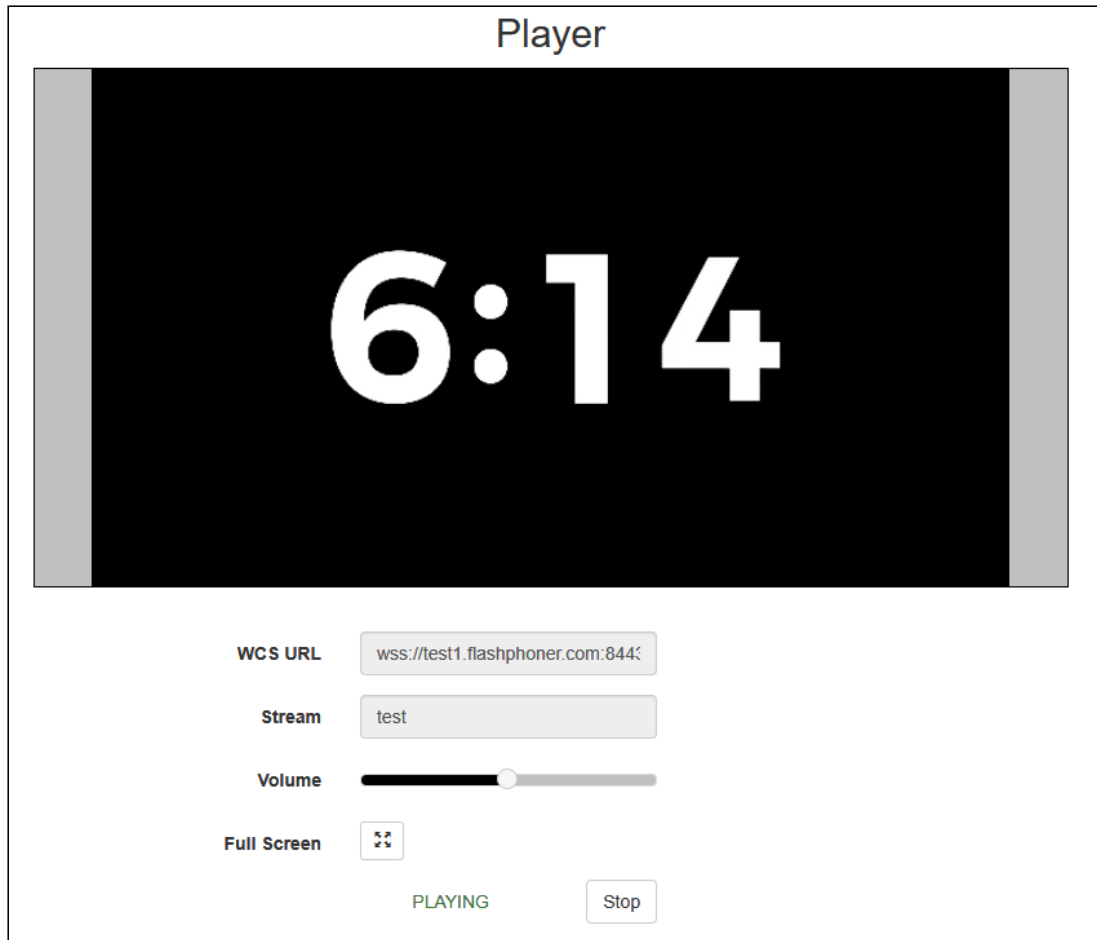 Player
6:14
WCS URL
wss://test1.flashphoner.com:8443
Stream
test
Volume
Full Screen
PLAYING
Stop